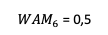 WAM₆ = 0,5